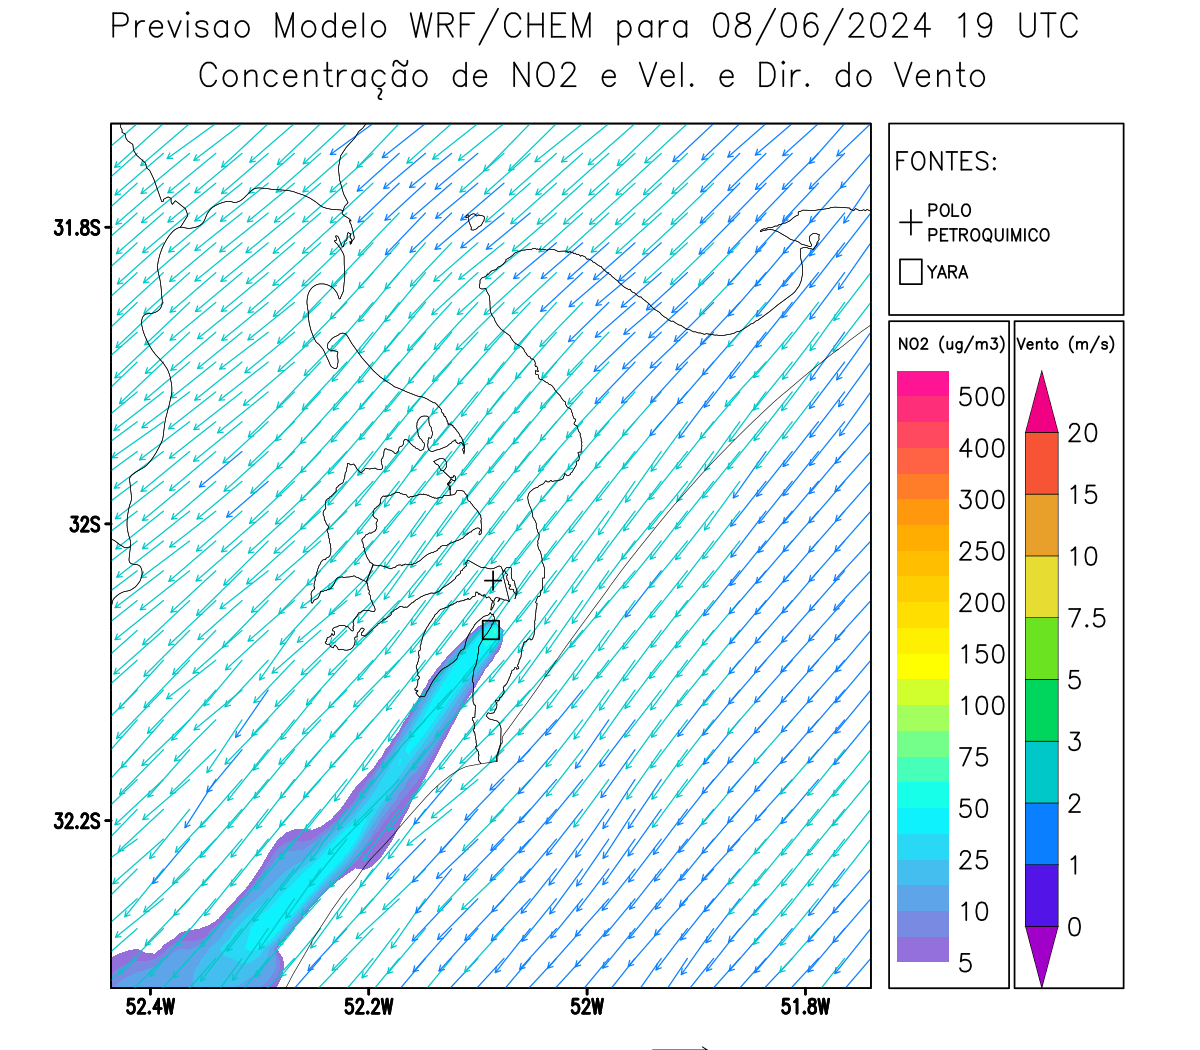 Previsao Modelo WRF/CHEM para 08/06/2024 19 UTC
Concentração de NO2 e Vel. e Dir. do Vento
FONTES:
POLO
PETROQUIMICO
YARA
NO2 (ug/m3)
500
400
300
250
200
150
100
75
50
25
10
5
Vento (m/s)
20
15
10
7.5
5
3
2
1
0
31.8S
32S
32.2S
52.4W
52.2W
52W
51.8W